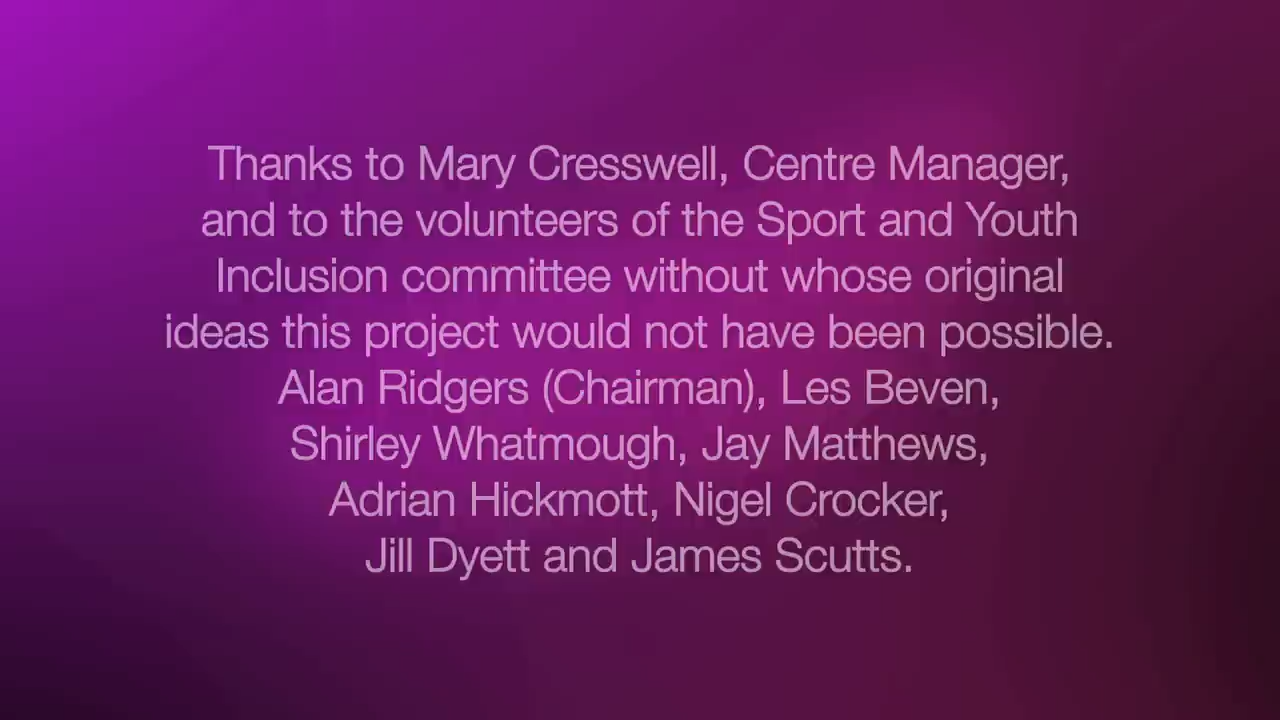 Thanks to Mary Cresswell, Centre Manager,
and to the volunteers of the Sport and Youth
Inclusion committee without whose original
ideas this project would not have been possible.
Alan Ridgers (Chairman), Les Beven,
Shirley Whatmough, Jay Matthews,
Adrian Hickmott, Nigel Crocker,
Jill Dyett and James Scutts.